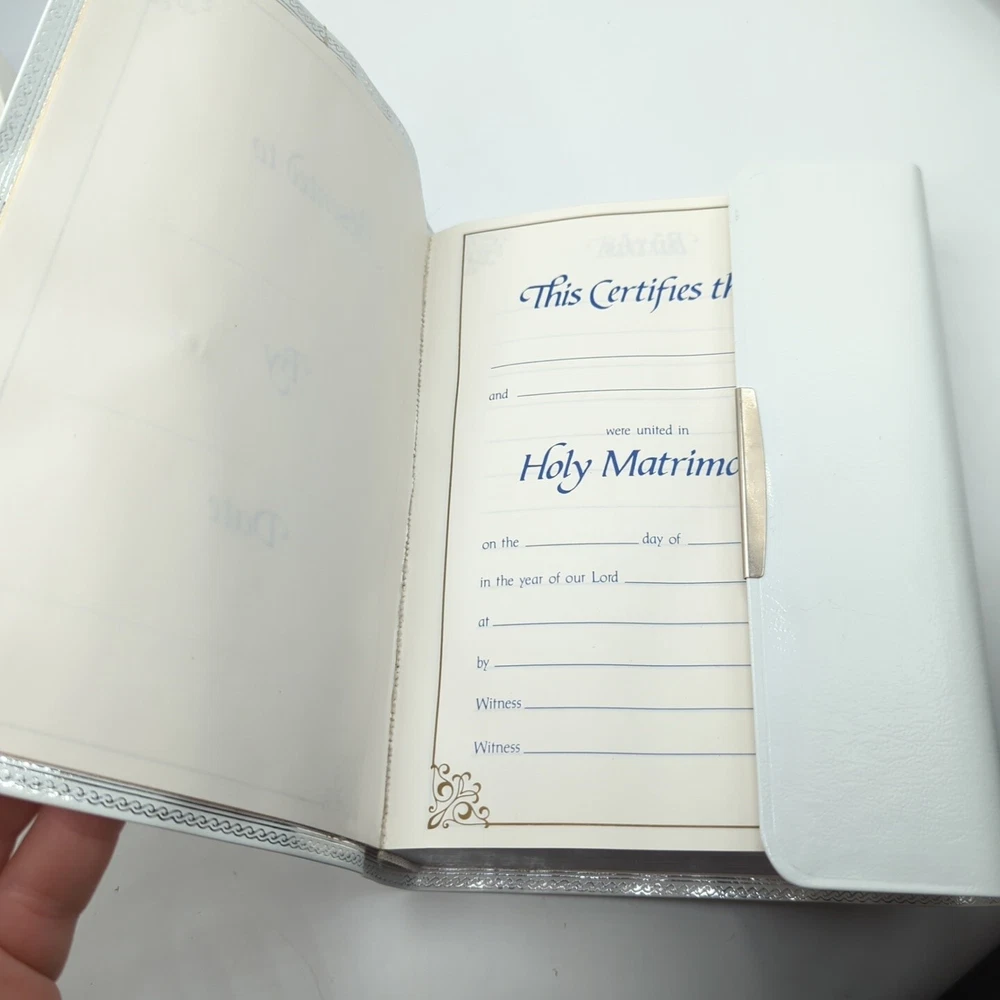 This Certifies th
and
were united in
Holy Matrimo
on the day of
in the year of our Lord
at
by
Witness
Witness